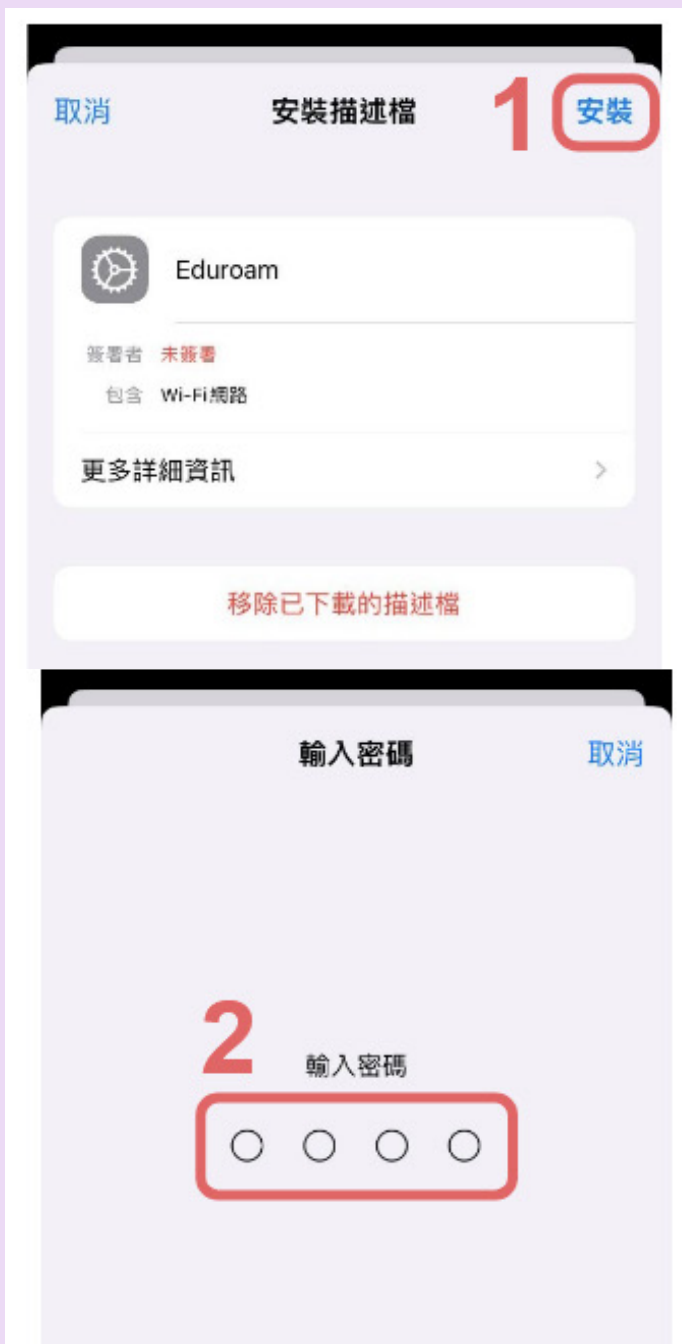 取消 安裝描述檔 1 安裝
Eduroam
簽署者 未簽署
包含 Wi-Fi網路
更多詳細資訊
移除已下載的描述檔
輸入密碼 取消
2
輸入密碼